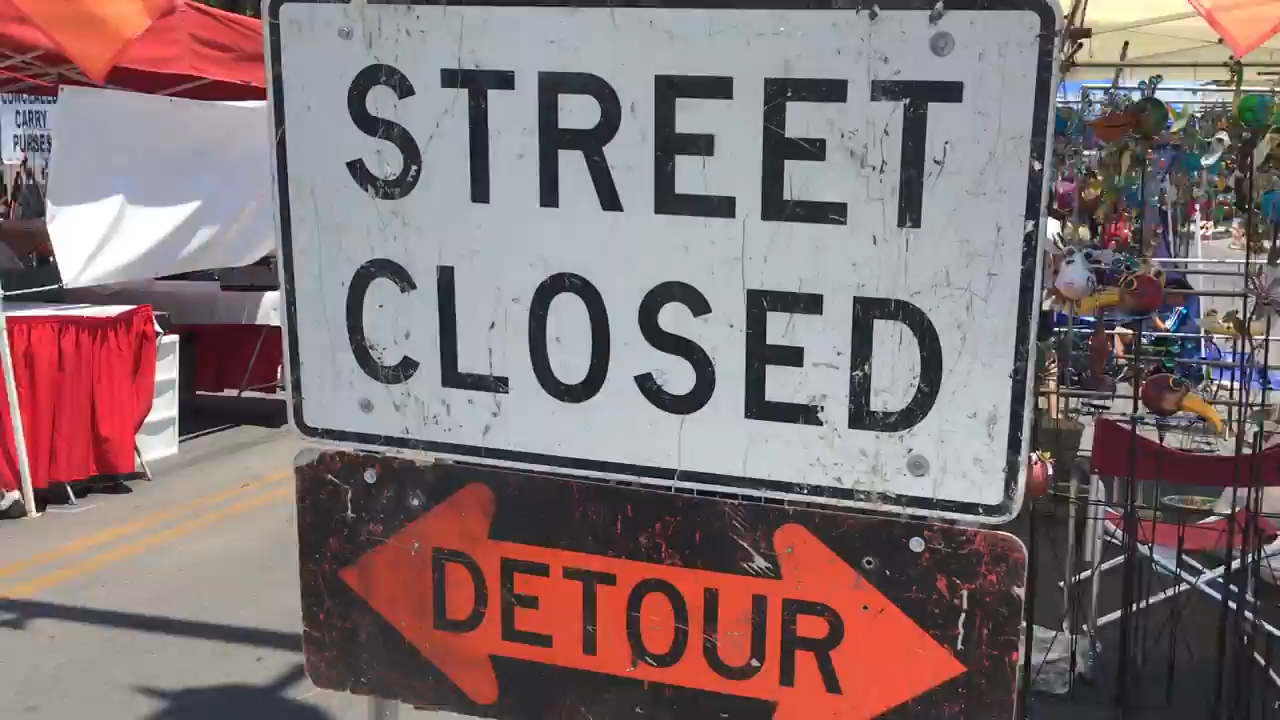 CONCEALED
CARRY
PURSES
STREET
CLOSED
DETOUR